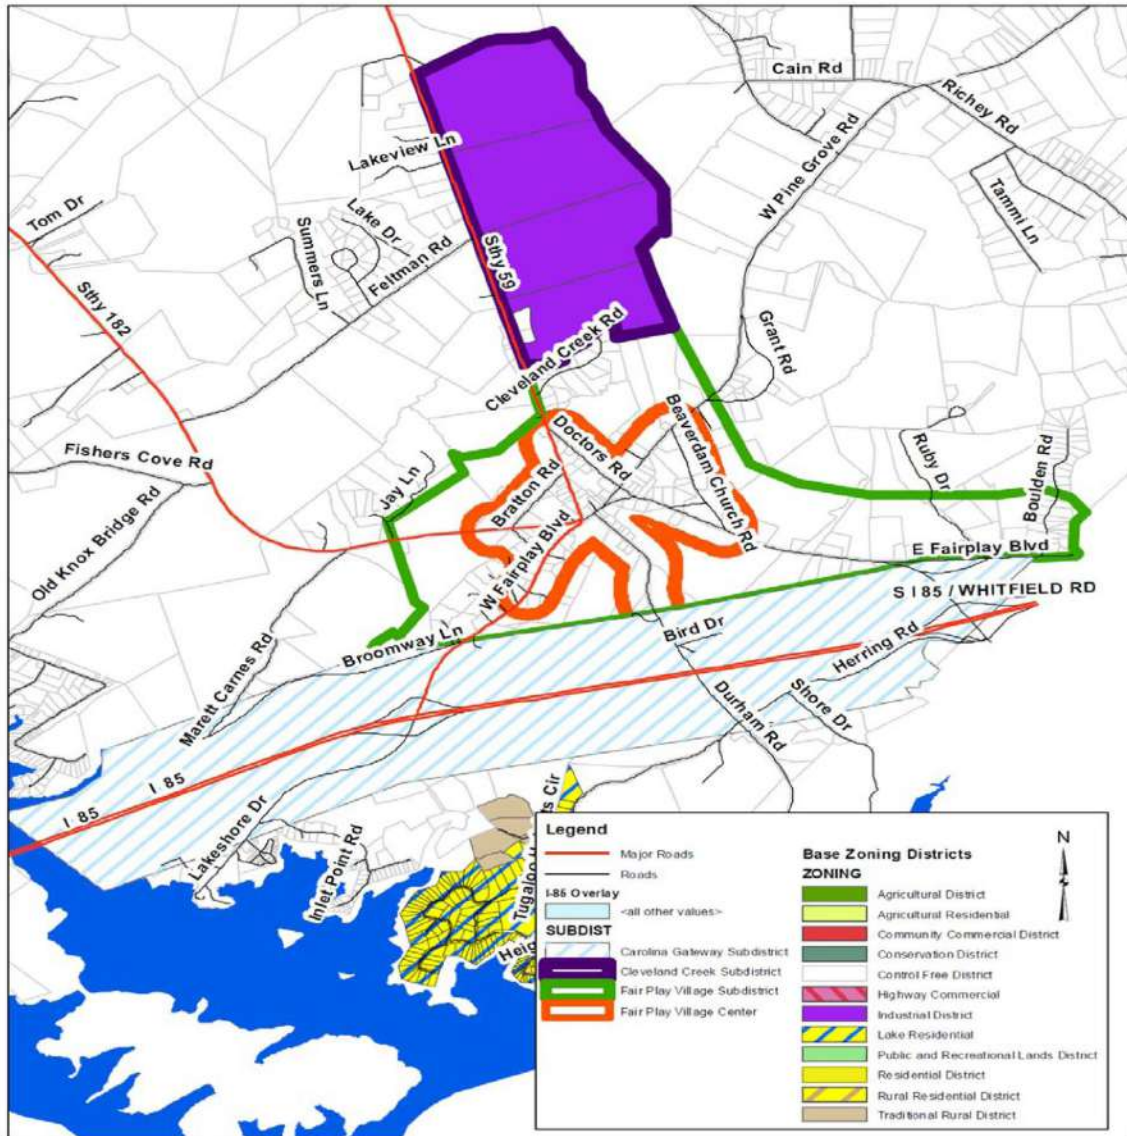 Cain Rd
Richey Rd
Lakeview Ln
W Pine Grove Rd
Tom Dr
Lake Dr
Summers Ln
Feltman Rd
Sthy 59
Tammi Ln
Sthy 182
Grant Rd
Cleveland Creek Rd
Beaverdam Church Rd
Doctors Rd
Fishers Cove Rd
Jay Ln
Bratton Rd
Ruby Dr
Boulden Rd
Old Knox Bridge Rd
W Fairplay Blvd
E Fairplay Blvd
S I 85 / WHITFIELD RD
Broomway Ln
Bird Dr
Herring Rd
Marett Carnes Rd
Durham Rd
Shore Dr
I 85
I 85
Lakeshore Dr
Inlet Point Rd
Legend
Major Roads
Roads
I-85 Overlay
<all other values>
SUBDIST
Carolina Gateway Subdistrict
Cleveland Creek Subdistrict
Fair Play Village Subdistrict
Fair Play Village Center
N
Base Zoning Districts
ZONING
Agricultural District
Agricultural Residential
Community Commercial District
Conservation District
Control Free District
Highway Commercial
Industrial District
Lake Residential
Public and Recreational Lands District
Residential District
Rural Residential District
Traditional Rural District